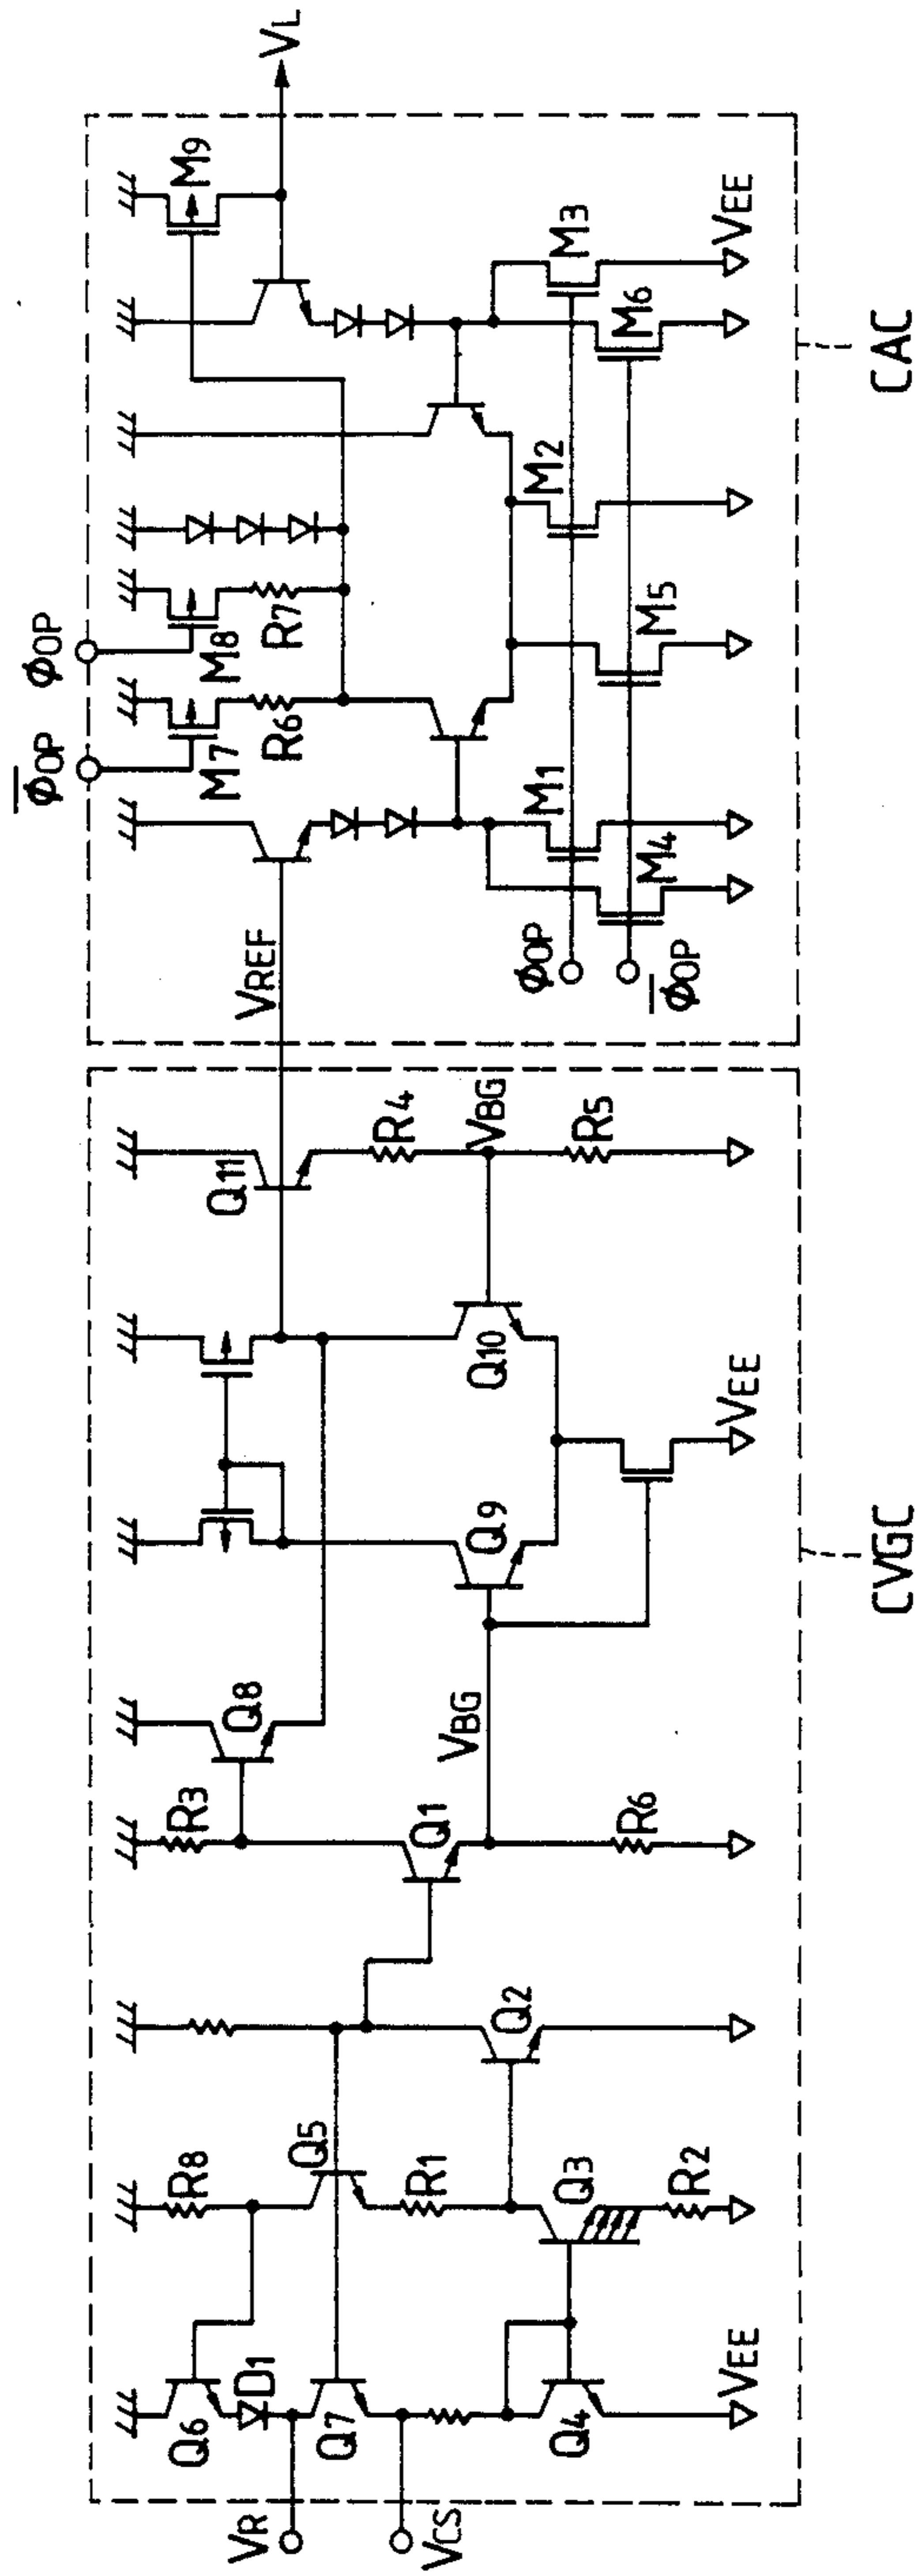 VR
VCS
Q6
D1
Q7
Q4
VEE
R8
Q5
R1
Q3
R2
Q2
R3
Q8
Q1
VBG
R6
Q9
Q10
VEE
Q11
R4
VBG
R5
CVGC
VREF
φOP
φOP
M7
R6
M8
R7
M9
VL
φOP
φOP
M1
M4
M5
M2
M3
M6
VEE
CAC